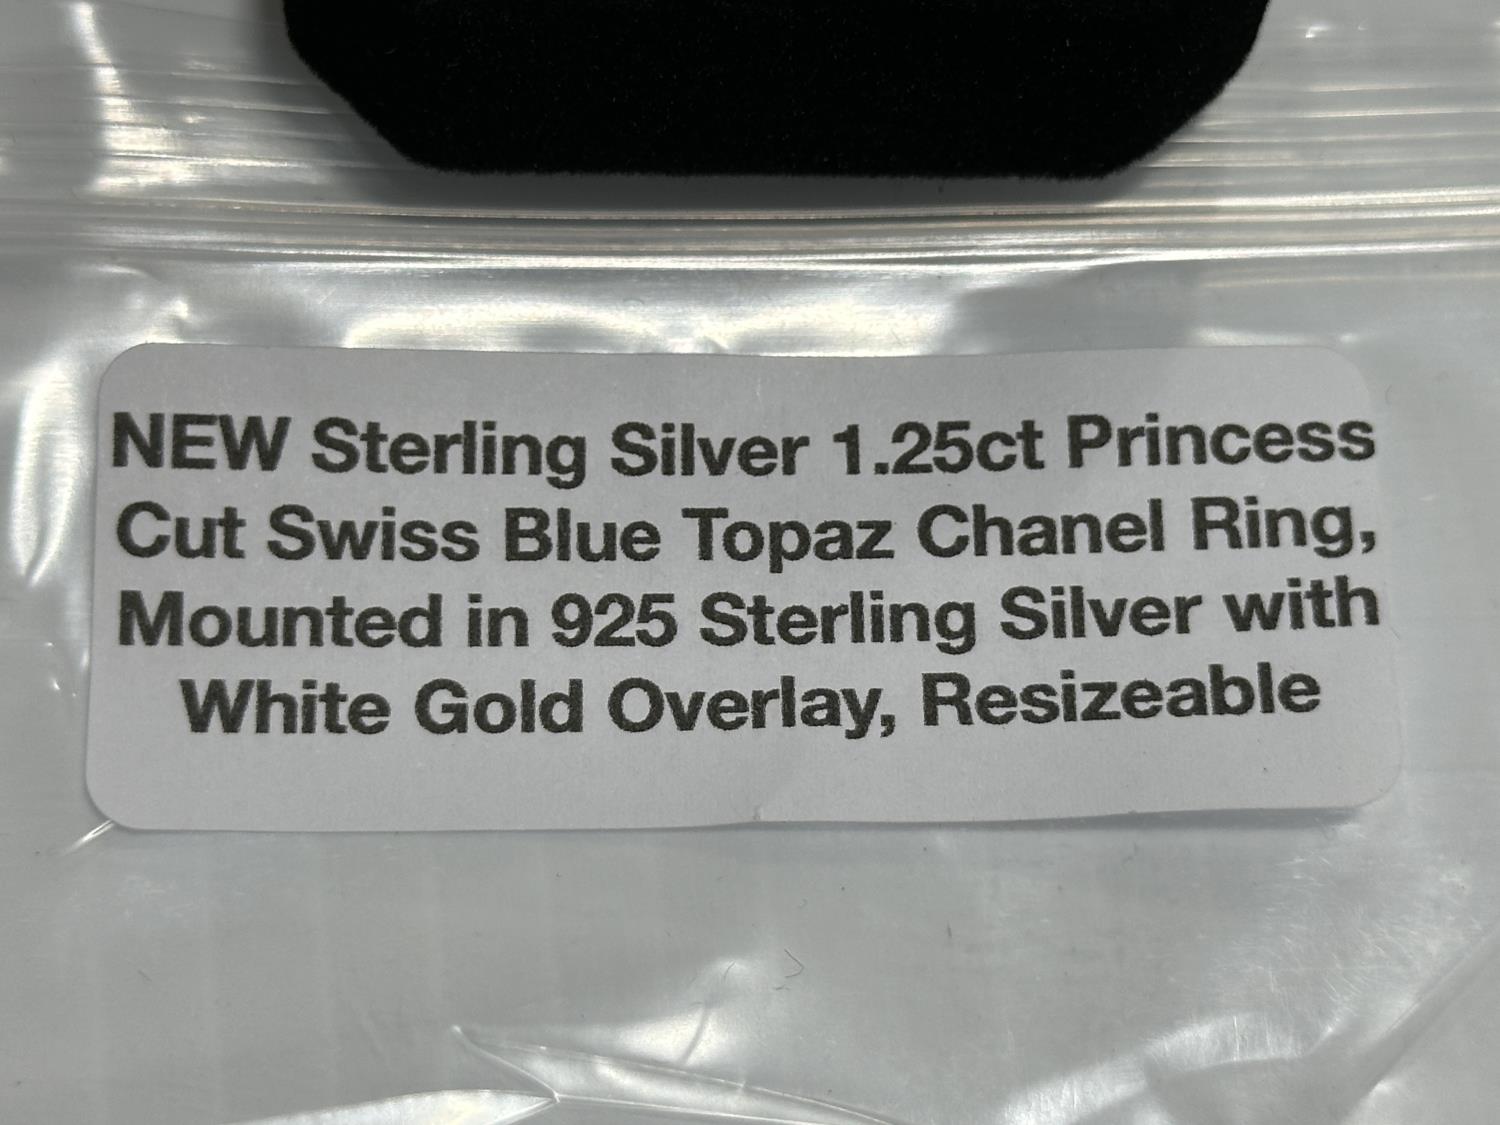 NEW Sterling Silver 1.25ct Princess
Cut Swiss Blue Topaz Chanel Ring,
Mounted in 925 Sterling Silver with
White Gold Overlay, Resizeable